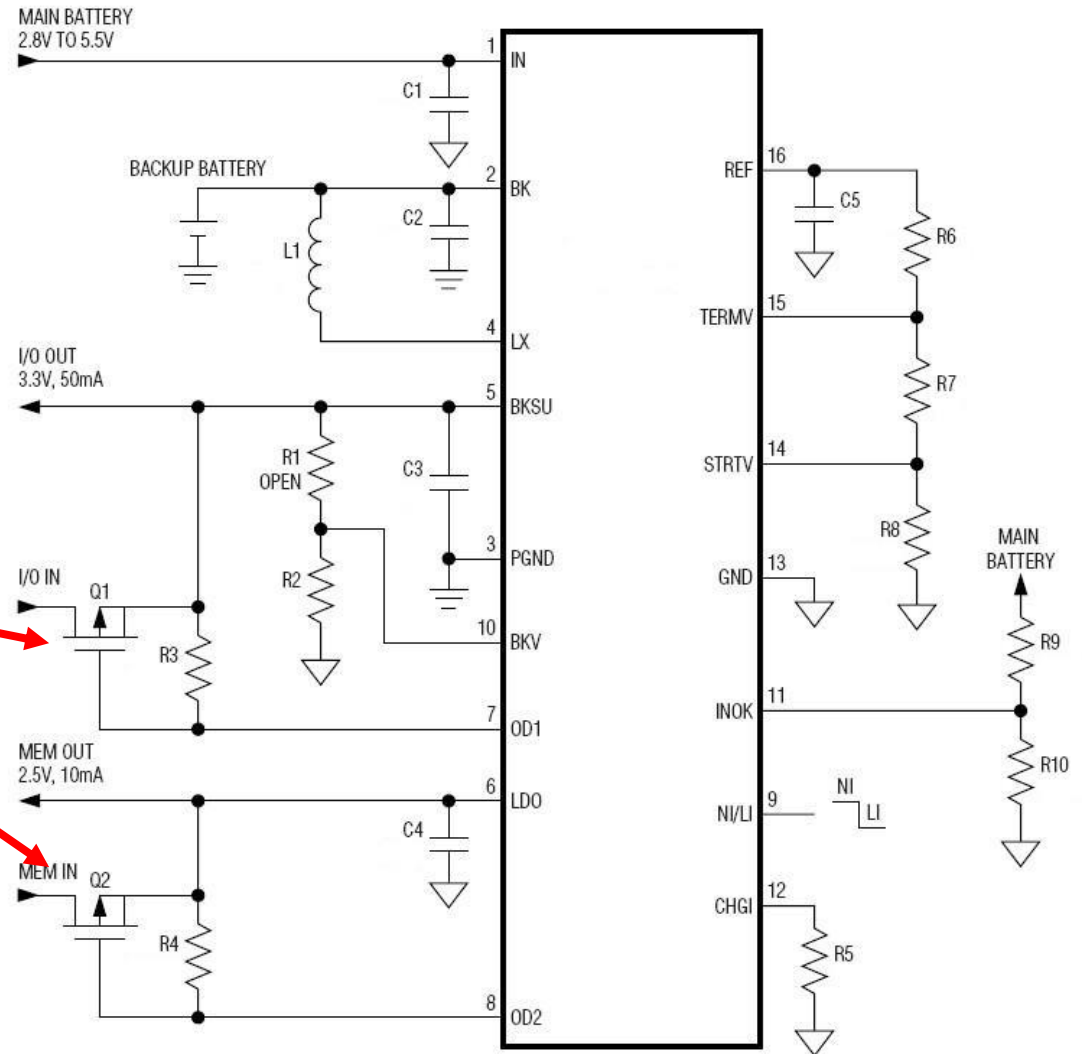 MAIN BATTERY
2.8V TO 5.5V
1
IN
C1
BACKUP BATTERY
2
BK
C2
L1
4
LX
I/O OUT
3.3V, 50mA
5
BKSU
R1
OPEN
C3
3
PGND
R2
I/O IN
Q1
R3
10
BKV
7
OD1
MEM OUT
2.5V, 10mA
6
LDO
C4
MEM IN
Q2
R4
8
OD2
REF
16
C5
R6
TERMV
15
R7
STRTV
14
R8
GND
13
MAIN
BATTERY
R9
INOK
11
R10
NI/LI
9
NI
LI
CHGI
12
R5